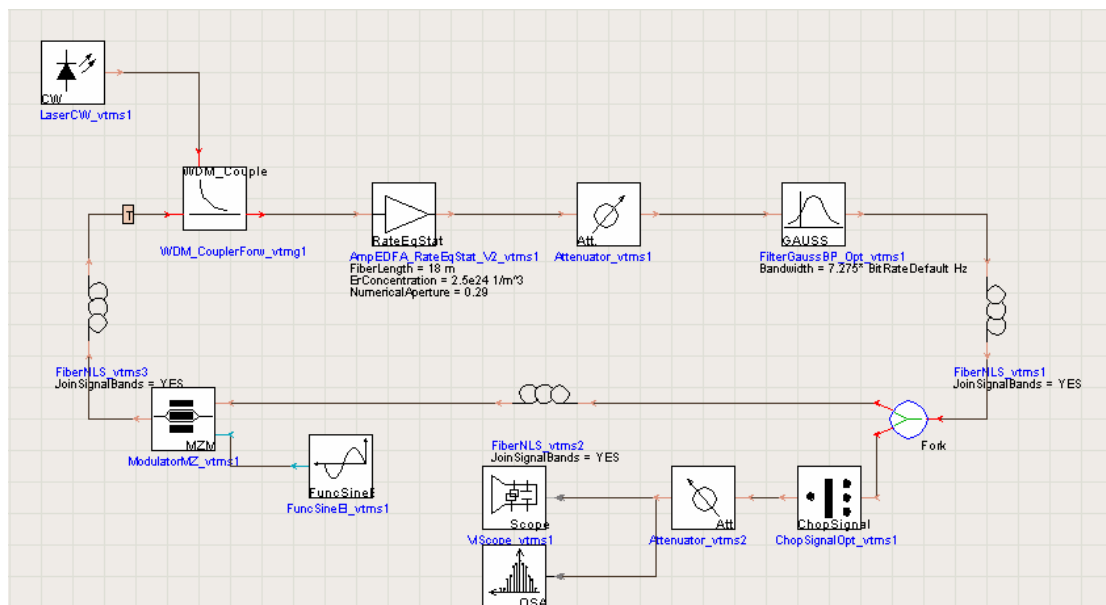 CW
LaserCW_vtms1
WDM_Couple
T
WDM_CouplerForw_vtmg1
RateEqStat
AmpEDFA_RateEqStat_V2_vtms1
FiberLength = 18 m
ErConcentration = 2.5e24 1/m^3
NumericalAperture = 0.29
Att.
Attenuator_vtms1
GAUSS
FilterGaussBP_Opt_vtms1
Bandwidth = 7.275* BitRateDefault Hz
FiberNLS_vtms3
JoinSignalBands = YES
FiberNLS_vtms1
JoinSignalBands = YES
MZM
ModulatorMZ_vtms1
Fork
FuncSineE
FuncSineEl_vtms1
FiberNLS_vtms2
JoinSignalBands = YES
Scope
VIScope_vtms1
Att
Attenuator_vtms2
ChopSignal
ChopSignalOpt_vtms1
OSA